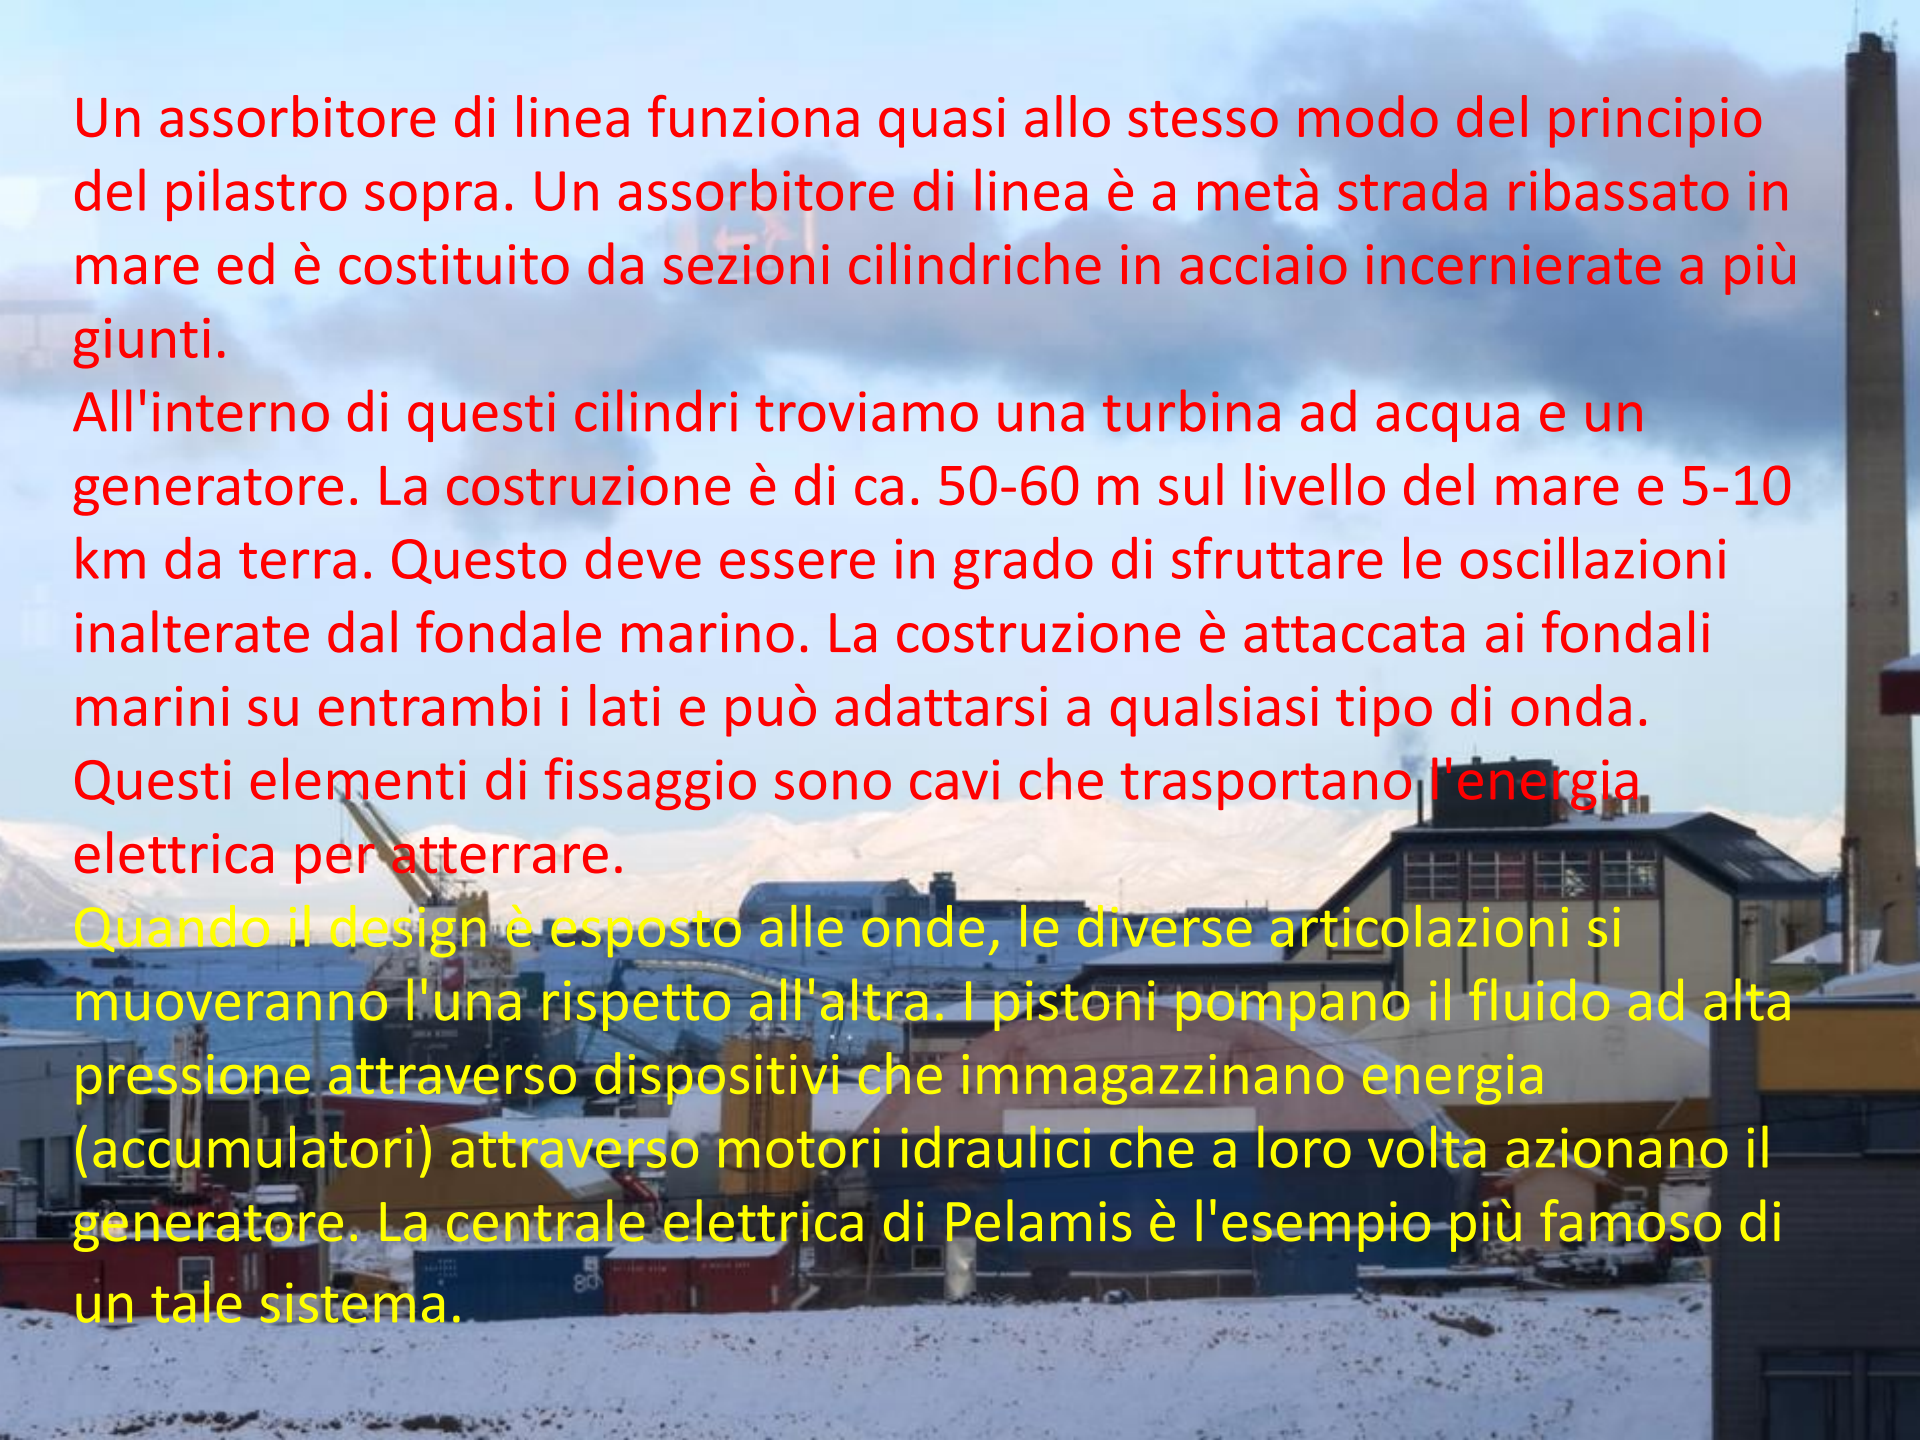 Un assorbitore di linea funziona quasi allo stesso modo del principio
del pilastro sopra. Un assorbitore di linea è a metà strada ribassato in
mare ed è costituito da sezioni cilindriche in acciaio incernierate a più
giunti.
All'interno di questi cilindri troviamo una turbina ad acqua e un
generatore. La costruzione è di ca. 50-60 m sul livello del mare e 5-10
km da terra. Questo deve essere in grado di sfruttare le oscillazioni
inalterate dal fondale marino. La costruzione è attaccata ai fondali
marini su entrambi i lati e può adattarsi a qualsiasi tipo di onda.
Questi elementi di fissaggio sono cavi che trasportano l'energia
elettrica per atterrare.
Quando il design è esposto alle onde, le diverse articolazioni si
muoveranno l'una rispetto all'altra. I pistoni pompano il fluido ad alta
pressione attraverso dispositivi che immagazzinano energia
(accumulatori) attraverso motori idraulici che a loro volta azionano il
generatore. La centrale elettrica di Pelamis è l'esempio più famoso di
un tale sistema.